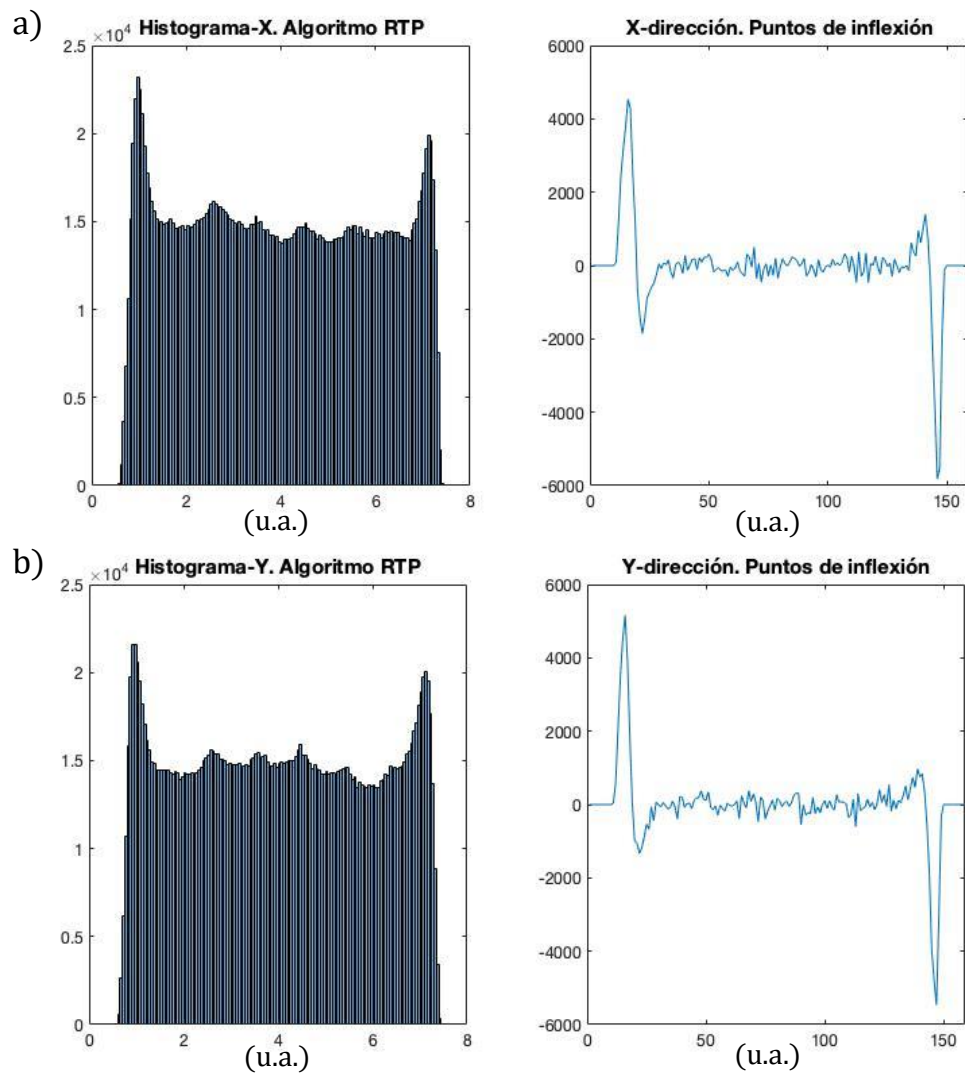 a)
Histograma-X. Algoritmo RTP
×10⁴
2.5
2
1.5
1
0.5
0
0 2 4 6 8
(u.a.)
X-dirección. Puntos de inflexión
6000
4000
2000
0
-2000
-4000
-6000
0 50 100 150
(u.a.)
b)
Histograma-Y. Algoritmo RTP
×10⁴
2.5
2
1.5
1
0.5
0
0 2 4 6 8
(u.a.)
Y-dirección. Puntos de inflexión
6000
4000
2000
0
-2000
-4000
-6000
0 50 100 150
(u.a.)